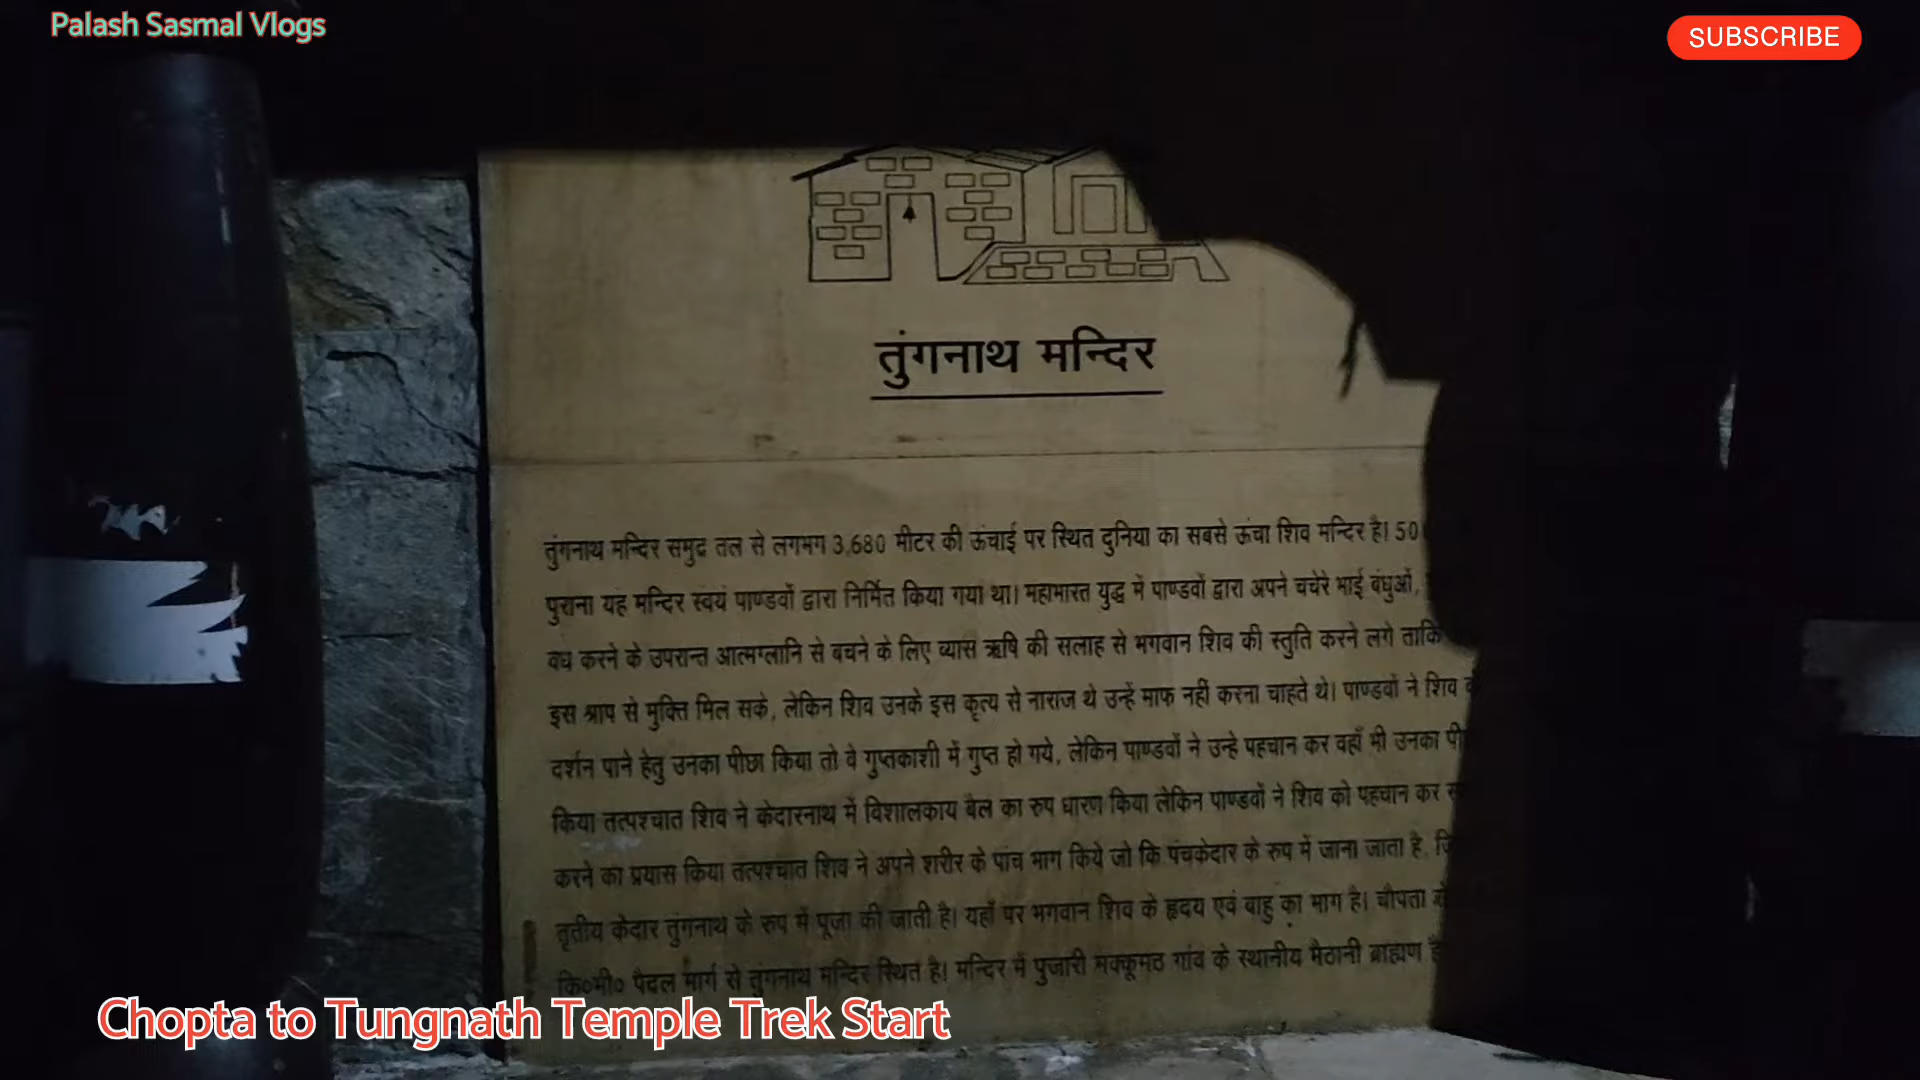 Palash Sasmal Vlogs
SUBSCRIBE
तुंगनाथ मन्दिर
तुंगनाथ मन्दिर समुद्र तल से लगभग 3,680 मीटर की ऊंचाई पर स्थित दुनिया का सबसे ऊंचा शिव मन्दिर है। 50
पुराना यह मन्दिर स्वयं पाण्डवों द्वारा निर्मित किया गया था। महाभारत युद्ध में पाण्डवों द्वारा अपने चचेरे भाई बंधुओं,
वध करने के उपरान्त आत्मग्लानि से बचने के लिए व्यास ऋषि की सलाह से भगवान शिव की स्तुति करने लगे ताकि
इस श्राप से मुक्ति मिल सके, लेकिन शिव उनके इस कृत्य से नाराज थे उन्हें माफ नहीं करना चाहते थे। पाण्डवों ने शिव
दर्शन पाने हेतु उनका पीछा किया तो वे गुप्तकाशी में गुप्त हो गये, लेकिन पाण्डवों ने उन्हे पहचान कर वहाँ भी उनका
किया तत्पश्चात शिव ने केदारनाथ में विशालकाय बैल का रुप धारण किया लेकिन पाण्डवों ने शिव को पहचान कर
करने का प्रयास किया तत्पश्चात शिव ने अपने शरीर के पांच भाग किये जो कि पंचकेदार के रुप में जाना जाता है,
तृतीय केदार तुंगनाथ के रुप में पूजा की जाती है। यहाँ पर भगवान शिव के हृदय एवं बाहु का भाग है। चौपता
कि०मी० पैदल मार्ग से तुंगनाथ मन्दिर स्थित है। मन्दिर में पुजारी मक्कूमठ गांव के स्थानीय मैठानी ब्राह्मण
Chopta to Tungnath Temple Trek Start